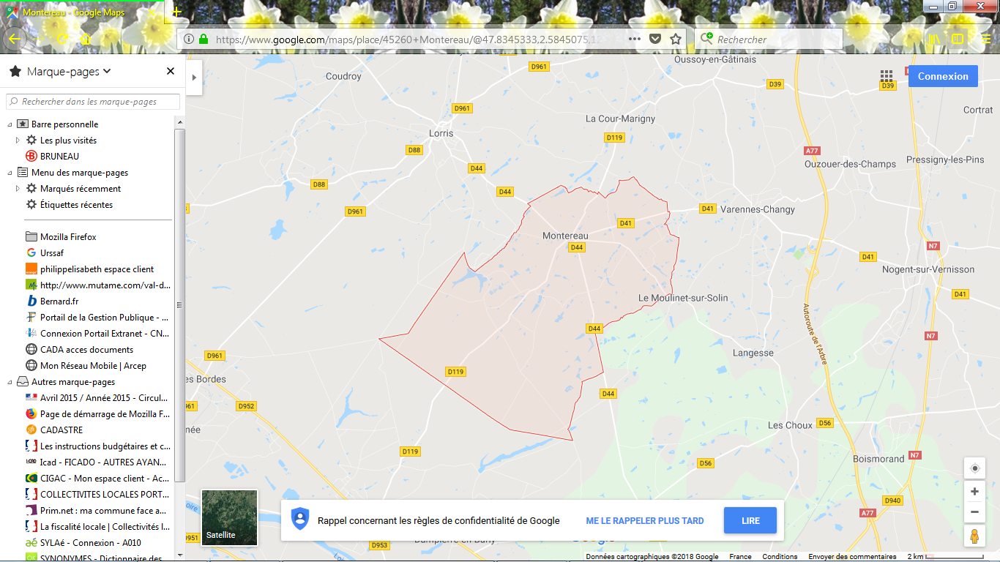 Montereau - Google Maps
https://www.google.com/maps/place/45260+Montereau/@47.8345333,2.5845075,12
Rechercher
Marque-pages
Rechercher dans les marque-pages
Barre personnelle
Les plus visités
BRUNEAU
Menu des marque-pages
Marqués récemment
Étiquettes récentes
Mozilla Firefox
Urssaf
philippelisabeth espace client
http://www.mutame.com/val-d...
Bernard.fr
Portail de la Gestion Publique - ...
Connexion Portail Extranet - CN...
CADA acces documents
Mon Réseau Mobile | Arcep
Autres marque-pages
Avril 2015 / Année 2015 - Circul...
Page de démarrage de Mozilla F...
CADASTRE
Les instructions budgétaires et c...
Icad - FICADO - AUTRES AYAN...
CIGAC - Mon espace client - Ac...
COLLECTIVITES LOCALES PORT...
Prim.net : ma commune face a...
La fiscalité locale | Collectivités l...
SYLAé - Connexion - A010
SYNONYMES - Dictionnaire des
Oussoy-en-Gâtinais
D961
Coudroy
Connexion
D39
D39
D961
Cortrat
La Cour-Marigny
Lorris
D119
D88
A77
Pressigny-les-Pins
Ouzouer-des-Champs
D44
D88
D44
D961
D41
Varennes-Changy
D41
Montereau
D44
N7
D41
Nogent-sur-Vernisson
D41
Le Moulinet-sur-Solin
Autoroute de l'Arbre
D44
N7
D961
Langesse
D119
es Bordes
D44
961
D952
née
Les Choux
D56
D119
D56
Boismorand
N7
D940
A77
Loire
Satellite
Rappel concernant les règles de confidentialité de Google
ME LE RAPPELER PLUS TARD
LIRE
D951
D953
Dampierre-en-Burly
Google
Données cartographiques ©2018 Google
France
Conditions
Envoyer des commentaires
2 km